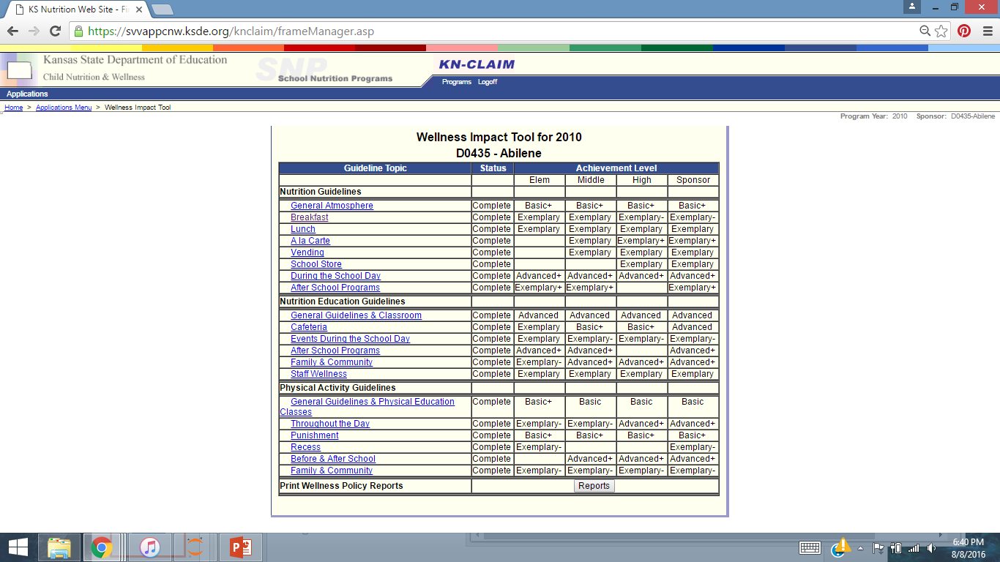 KS Nutrition Web Site - Fi
https://svvappcnw.ksde.org/knclaim/frameManager.asp
Kansas State Department of Education
Child Nutrition & Wellness
SNP
School Nutrition Programs
KN-CLAIM
Programs Logoff
Applications
Home > Applications Menu > Wellness Impact Tool
Program Year: 2010 Sponsor: D0435-Abilene
Wellness Impact Tool for 2010
D0435 - Abilene
Guideline Topic Status Achievement Level
Elem Middle High Sponsor
Nutrition Guidelines
General Atmosphere Complete Basic+ Basic+ Basic+ Basic+
Breakfast Complete Exemplary Exemplary Exemplary- Exemplary-
Lunch Complete Exemplary Exemplary Exemplary Exemplary
A la Carte Complete Exemplary Exemplary+ Exemplary+
Vending Complete Exemplary Exemplary Exemplary
School Store Complete Exemplary Exemplary
During the School Day Complete Advanced+ Advanced+ Advanced+ Advanced+
After School Programs Complete Exemplary+ Exemplary+ Exemplary+
Nutrition Education Guidelines
General Guidelines & Classroom Complete Advanced Advanced Advanced Advanced
Cafeteria Complete Exemplary Basic+ Basic+ Advanced
Events During the School Day Complete Exemplary Exemplary- Exemplary- Exemplary-
After School Programs Complete Advanced+ Advanced+ Advanced+
Family & Community Complete Exemplary- Advanced+ Advanced+ Advanced+
Staff Wellness Complete Exemplary Exemplary Exemplary Exemplary
Physical Activity Guidelines
General Guidelines & Physical Education Complete Basic+ Basic Basic Basic
Classes
Throughout the Day Complete Exemplary- Exemplary- Advanced+ Advanced+
Punishment Complete Basic+ Basic+ Basic+ Basic+
Recess Complete Exemplary- Exemplary-
Before & After School Complete Advanced+ Advanced+ Advanced+
Family & Community Complete Exemplary- Exemplary- Exemplary- Exemplary-
Print Wellness Policy Reports Reports
6:40 PM
8/8/2016